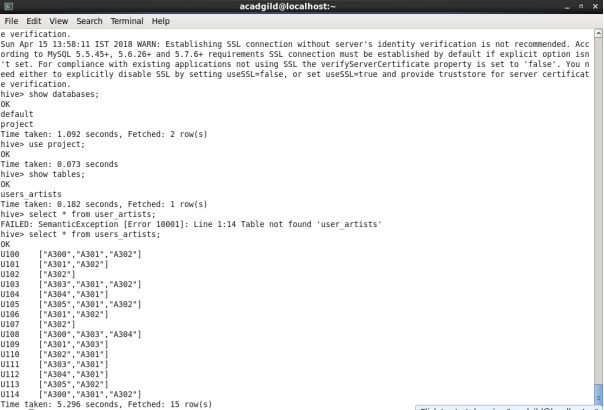 acadgild@localhost:~
File Edit View Search Terminal Help
e verification.
Sun Apr 15 13:58:11 IST 2018 WARN: Establishing SSL connection without server's identity verification is not recommended. Acc
ording to MySQL 5.5.45+, 5.6.26+ and 5.7.6+ requirements SSL connection must be established by default if explicit option isn
't set. For compliance with existing applications not using SSL the verifyServerCertificate property is set to 'false'. You n
eed either to explicitly disable SSL by setting useSSL=false, or set useSSL=true and provide truststore for server certificat
e verification.
hive> show databases;
OK
default
project
Time taken: 1.092 seconds, Fetched: 2 row(s)
hive> use project;
OK
Time taken: 0.073 seconds
hive> show tables;
OK
users_artists
Time taken: 0.182 seconds, Fetched: 1 row(s)
hive> select * from user_artists;
FAILED: SemanticException [Error 10001]: Line 1:14 Table not found 'user_artists'
hive> select * from users_artists;
OK
U100 ["A300","A301","A302"]
U101 ["A301","A302"]
U102 ["A302"]
U103 ["A303","A301","A302"]
U104 ["A304","A301"]
U105 ["A305","A301","A302"]
U106 ["A301","A302"]
U107 ["A302"]
U108 ["A300","A303","A304"]
U109 ["A301","A303"]
U110 ["A302","A301"]
U111 ["A303","A301"]
U112 ["A304","A301"]
U113 ["A305","A302"]
U114 ["A300","A301","A302"]
Time taken: 5.296 seconds, Fetched: 15 row(s)